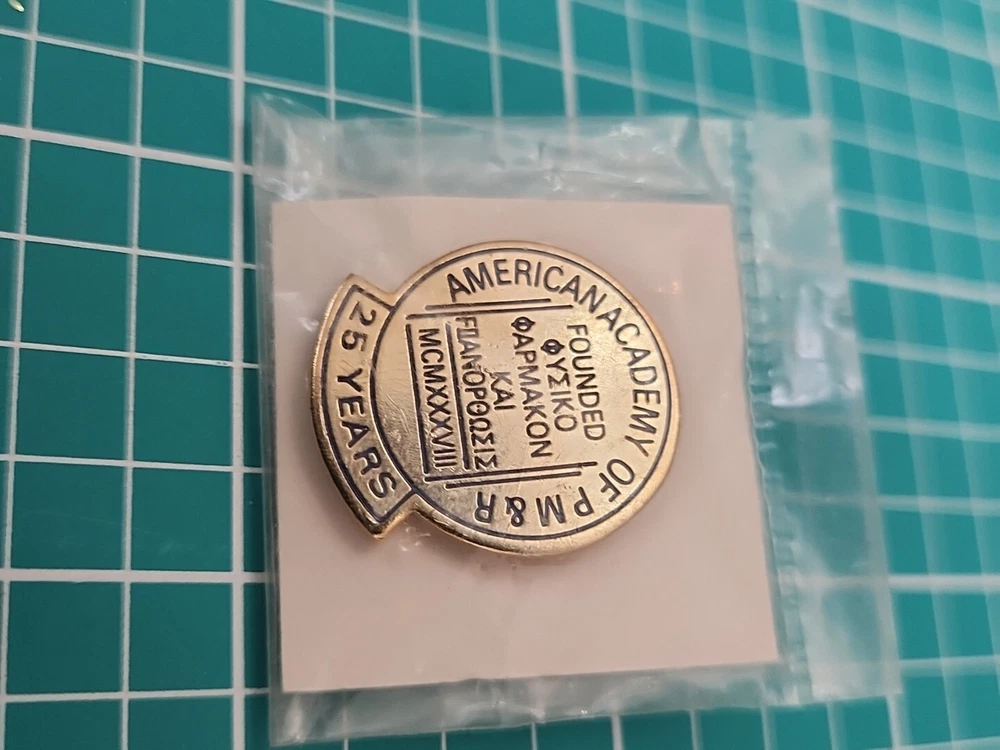 AMERICAN ACADEMY OF PM&R
FOUNDED
ΦΥΣΙΚΟ
ΦΑΡΜΑΚΟΝ
ΚΑΙ
ΕΠΑΝΟΡΘΩΣΙΣ
MCMXXXVIII
25 YEARS